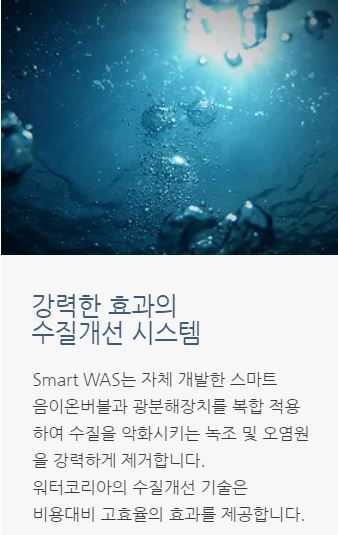 강력한 효과의
수질개선 시스템
Smart WAS는 자체 개발한 스마트
음이온버블과 광분해장치를 복합 적용
하여 수질을 악화시키는 녹조 및 오염원
을 강력하게 제거합니다.
워터코리아의 수질개선 기술은
비용대비 고효율의 효과를 제공합니다.